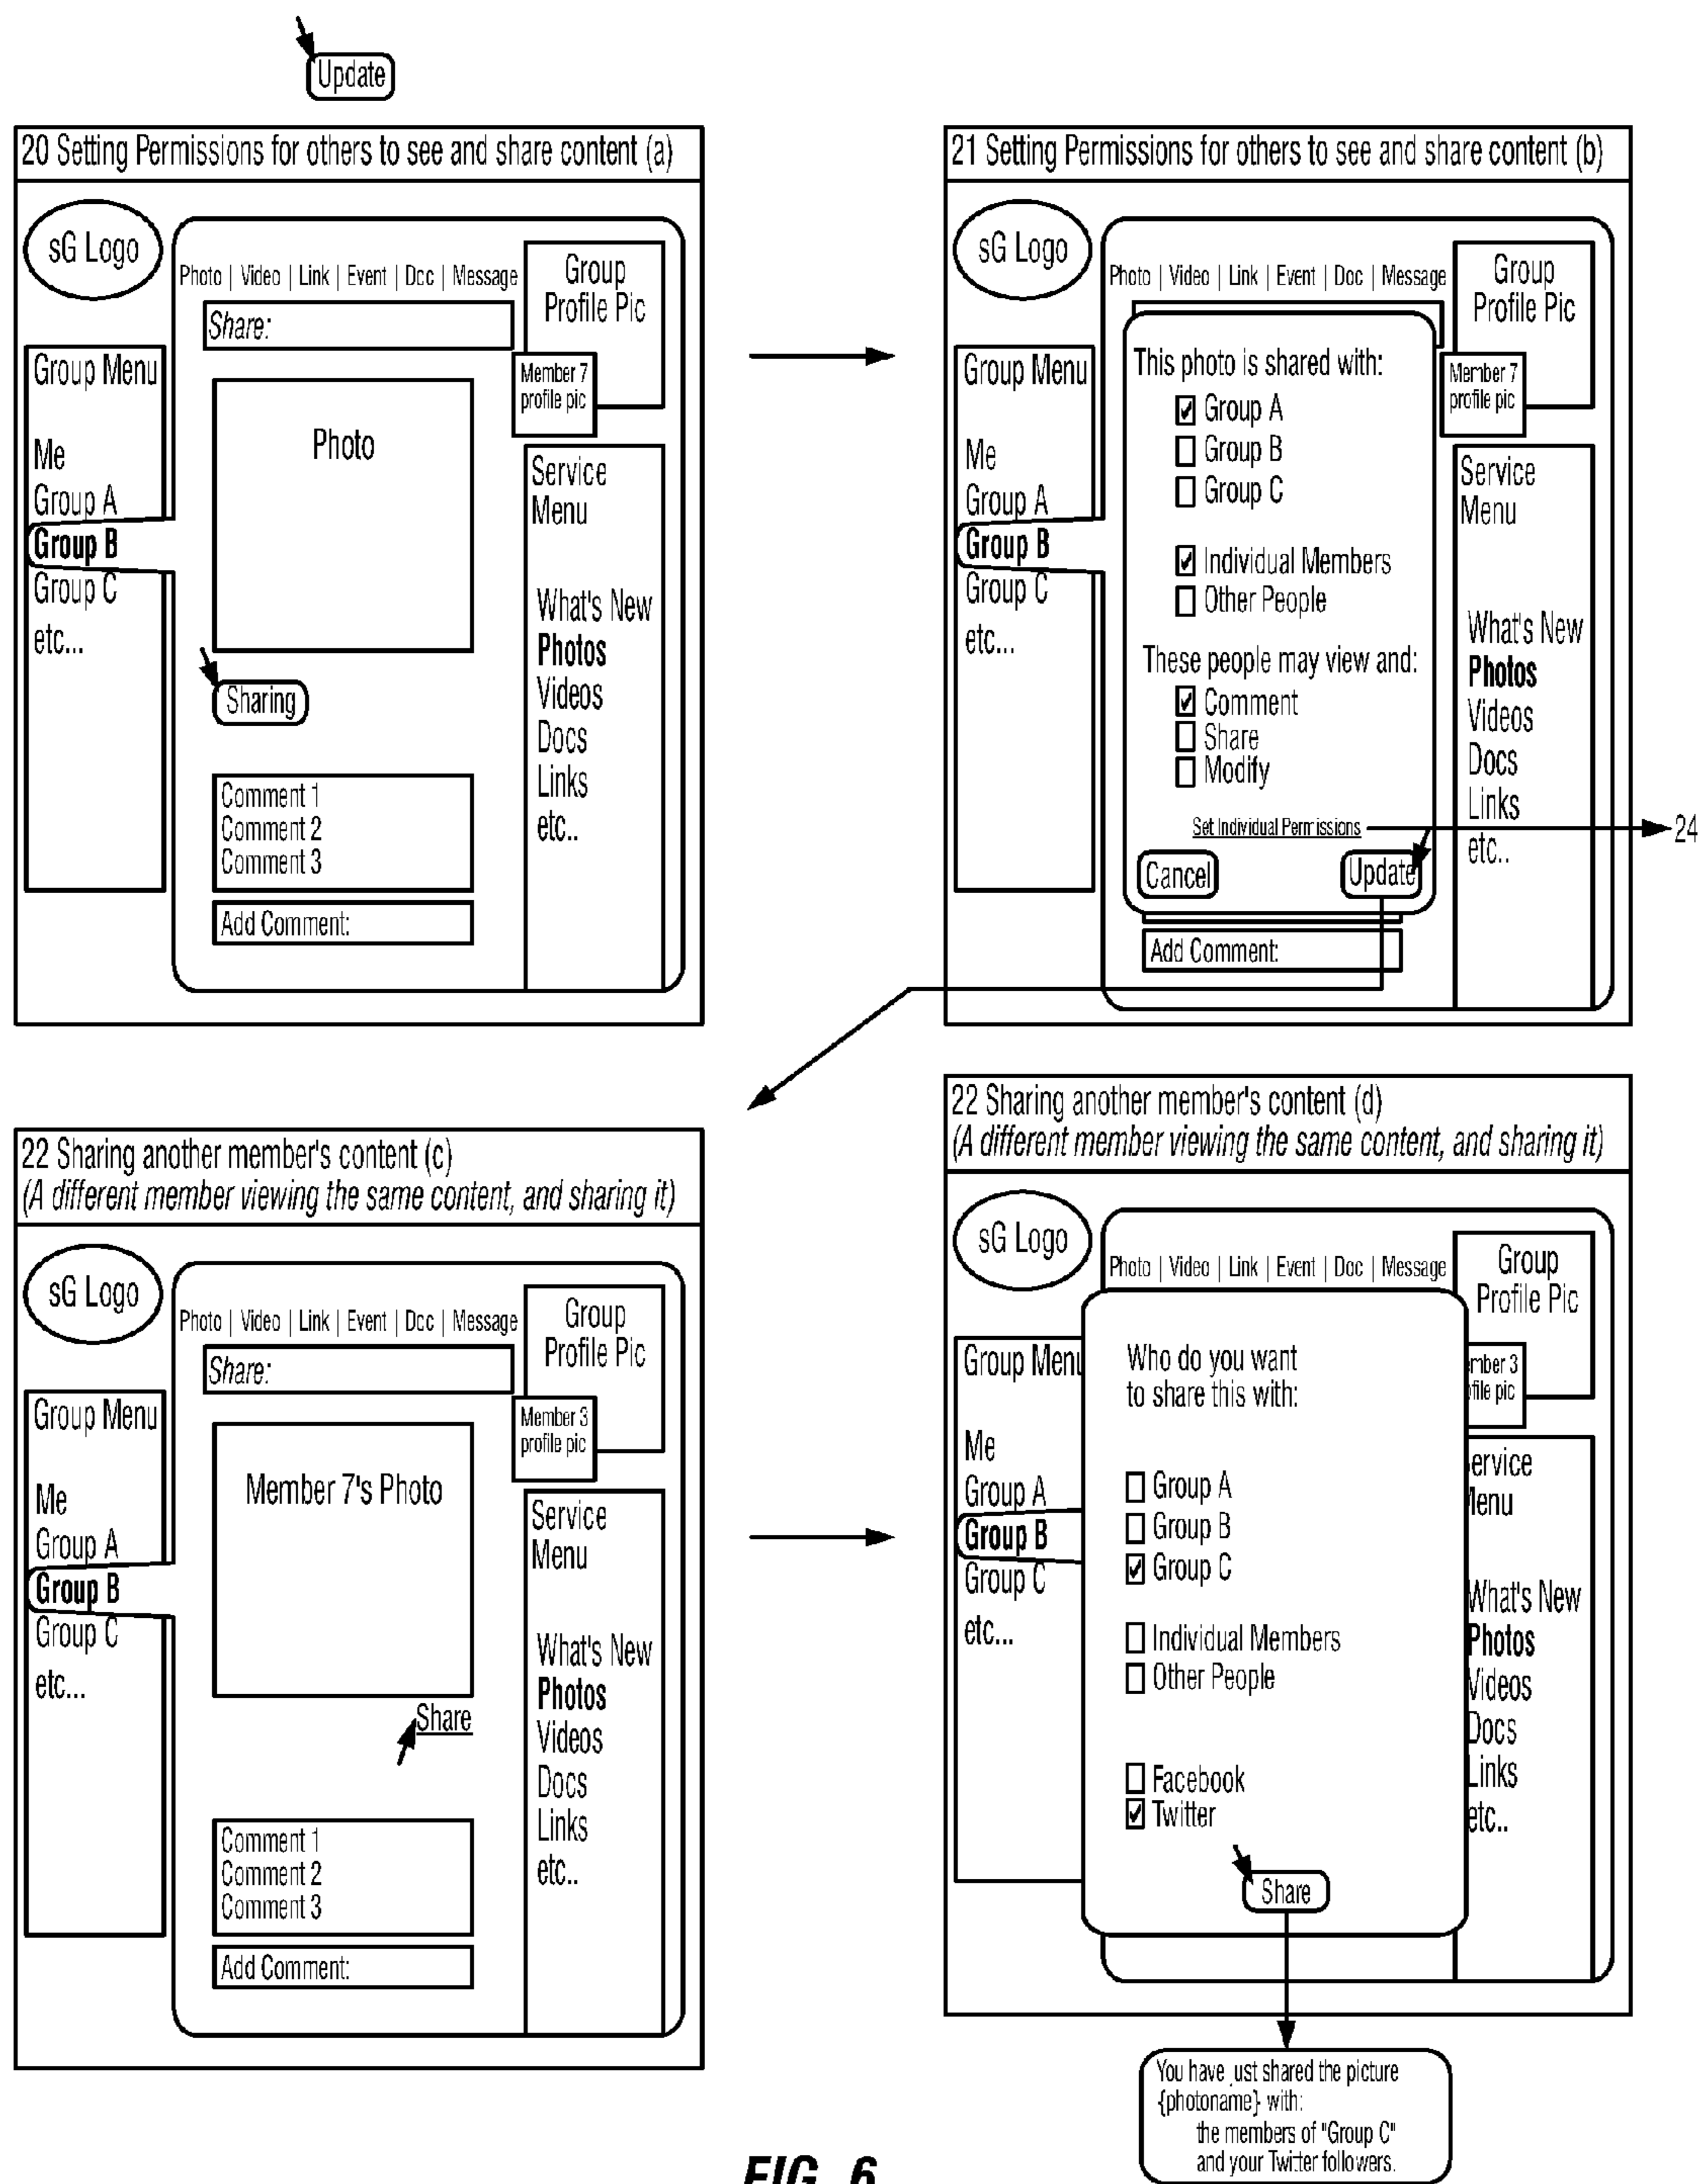 Update
20 Setting Permissions for others to see and share content (a)
sG Logo
Photo | Video | Link | Event | Doc | Message
Group
Profile Pic
Share:
Member 7
profile pic
Group Menu
Me
Group A
Group B
Group C
etc...
Photo
Sharing
Comment 1
Comment 2
Comment 3
Add Comment:
Service
Menu
What's New
Photos
Videos
Docs
Links
etc..
21 Setting Permissions for others to see and share content (b)
sG Logo
Photo | Video | Link | Event | Doc | Message
Group
Profile Pic
Member 7
profile pic
Group Menu
Me
Group A
Group B
Group C
etc...
This photo is shared with:
Group A
Group B
Group C
Individual Members
Other People
These people may view and:
Comment
Share
Modify
Set Individual Permissions
24
Cancel
Update
Add Comment:
Service
Menu
What's New
Photos
Videos
Docs
Links
etc..
22 Sharing another member's content (c)
(A different member viewing the same content, and sharing it)
sG Logo
Photo | Video | Link | Event | Doc | Message
Group
Profile Pic
Share:
Member 3
profile pic
Group Menu
Me
Group A
Group B
Group C
etc...
Member 7's Photo
Share
Comment 1
Comment 2
Comment 3
Add Comment:
Service
Menu
What's New
Photos
Videos
Docs
Links
etc..
22 Sharing another member's content (d)
(A different member viewing the same content, and sharing it)
sG Logo
Photo | Video | Link | Event | Doc | Message
Group
Profile Pic
mber 3
file pic
Group Menu
Me
Group A
Group B
Group C
etc...
Who do you want
to share this with:
Group A
Group B
Group C
Individual Members
Other People
Facebook
Twitter
Share
ervice
Menu
What's New
Photos
Videos
Docs
Links
etc..
You have just shared the picture
{photoname} with:
the members of "Group C"
and your Twitter followers.
FIG. 6